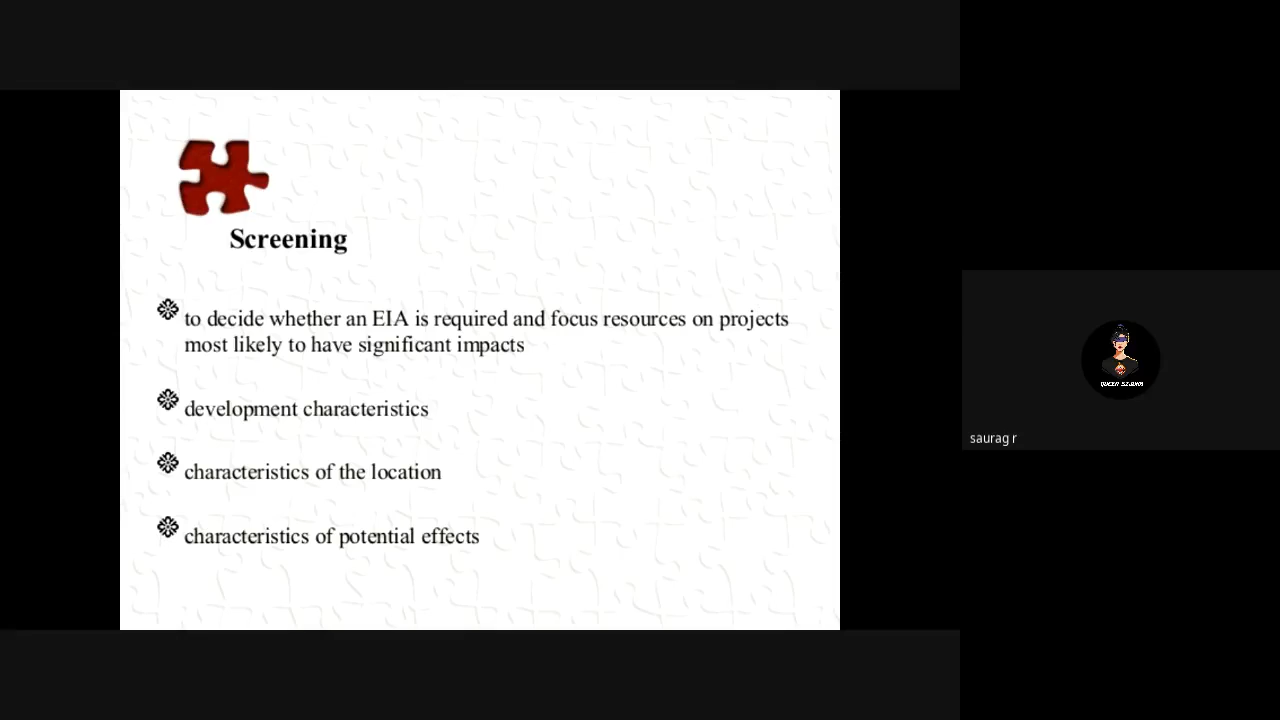 Screening
to decide whether an EIA is required and focus resources on projects
most likely to have significant impacts
development characteristics
characteristics of the location
characteristics of potential effects
saurag r